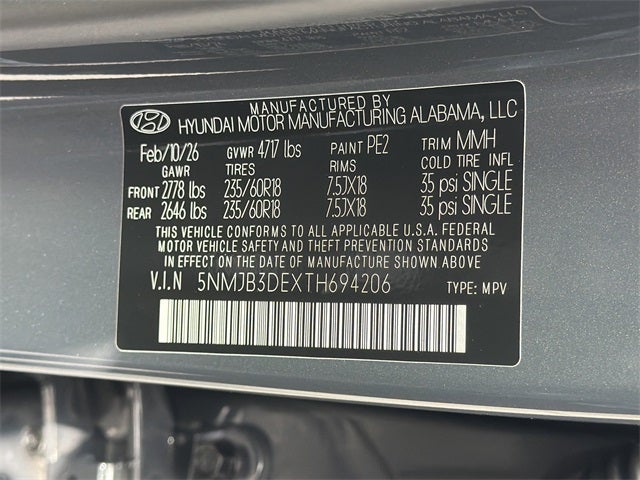 MANUFACTURED BY
HYUNDAI MOTOR MANUFACTURING ALABAMA, LLC
Feb/10/26 GVWR 4717 lbs PAINT PE2 TRIM MMH
GAWR TIRES RIMS COLD TIRE INFL
FRONT 2778 lbs 235/60R18 7.5JX18 35 psi SINGLE
REAR 2646 lbs 235/60R18 7.5JX18 35 psi SINGLE
THIS VEHICLE CONFORMS TO ALL APPLICABLE U.S.A. FEDERAL
MOTOR VEHICLE SAFETY AND THEFT PREVENTION STANDARDS
IN EFFECT ON THE DATE OF MANUFACTURE SHOWN ABOVE
V.I.N 5NMJB3DEXTH694206 TYPE: MPV